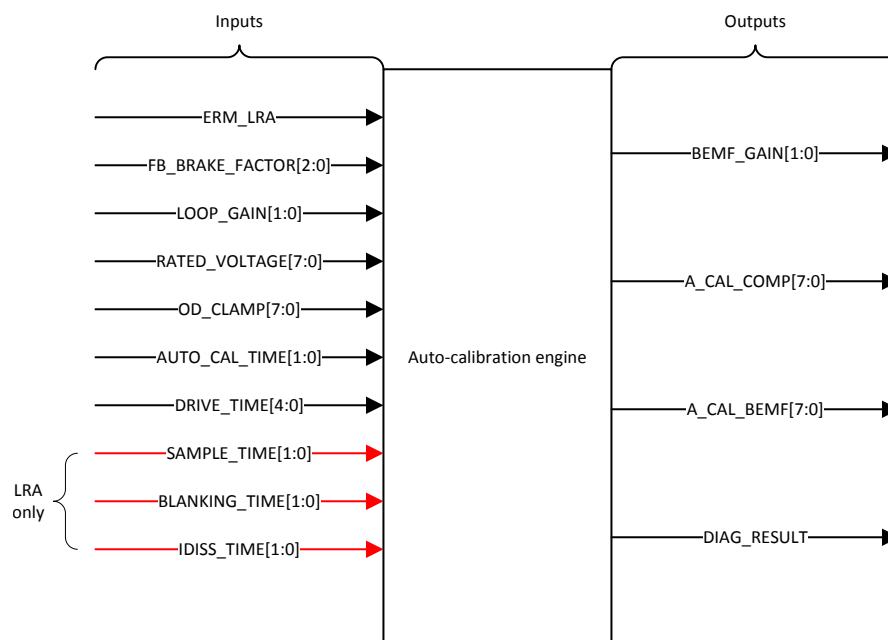 Inputs
Outputs
ERM_LRA
FB_BRAKE_FACTOR[2:0]
LOOP_GAIN[1:0]
RATED_VOLTAGE[7:0]
OD_CLAMP[7:0]
AUTO_CAL_TIME[1:0]
DRIVE_TIME[4:0]
SAMPLE_TIME[1:0]
BLANKING_TIME[1:0]
IDISS_TIME[1:0]
LRA
only
Auto-calibration engine
BEMF_GAIN[1:0]
A_CAL_COMP[7:0]
A_CAL_BEMF[7:0]
DIAG_RESULT